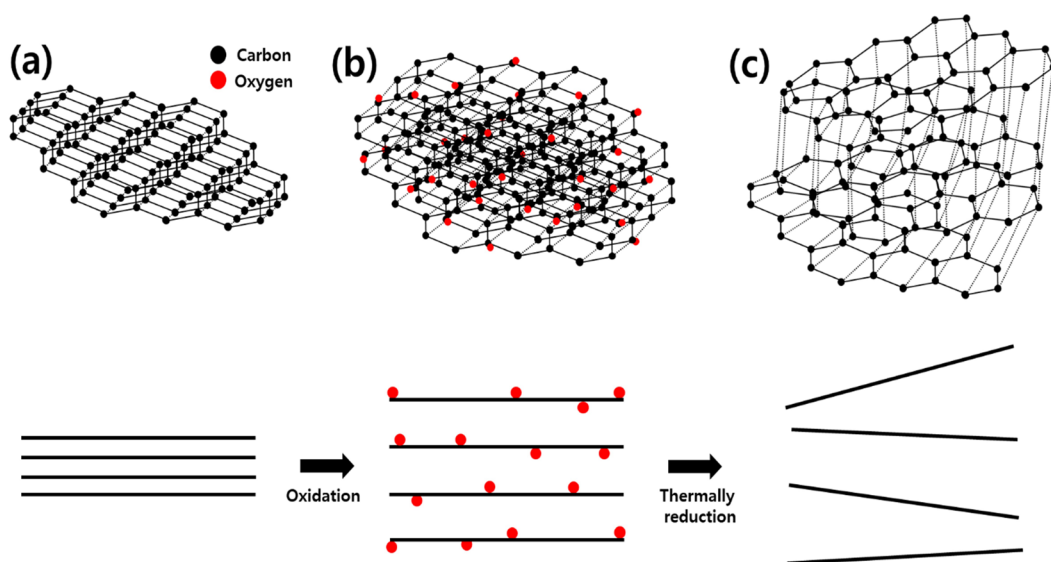 (a)
Carbon
Oxygen
(b)
(c)
Oxidation
Thermally
reduction